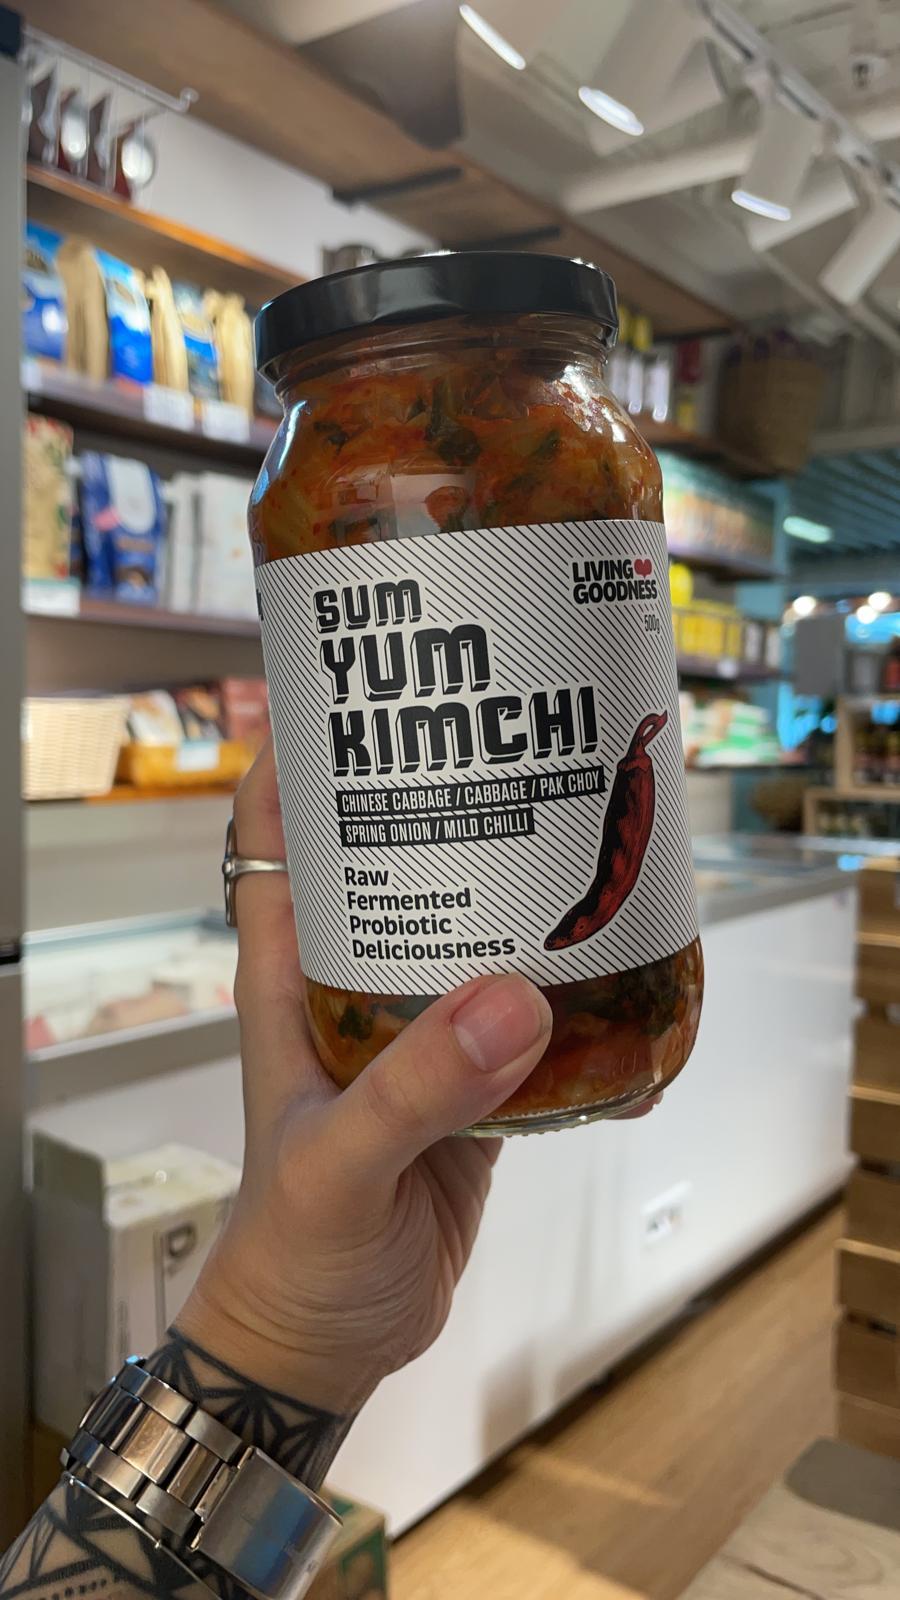 SUM
YUM
KIMCHI
LIVING
GOODNESS
500g
CHINESE CABBAGE / CABBAGE / PAK CHOY
SPRING ONION / MILD CHILLI
Raw
Fermented
Probiotic
Deliciousness